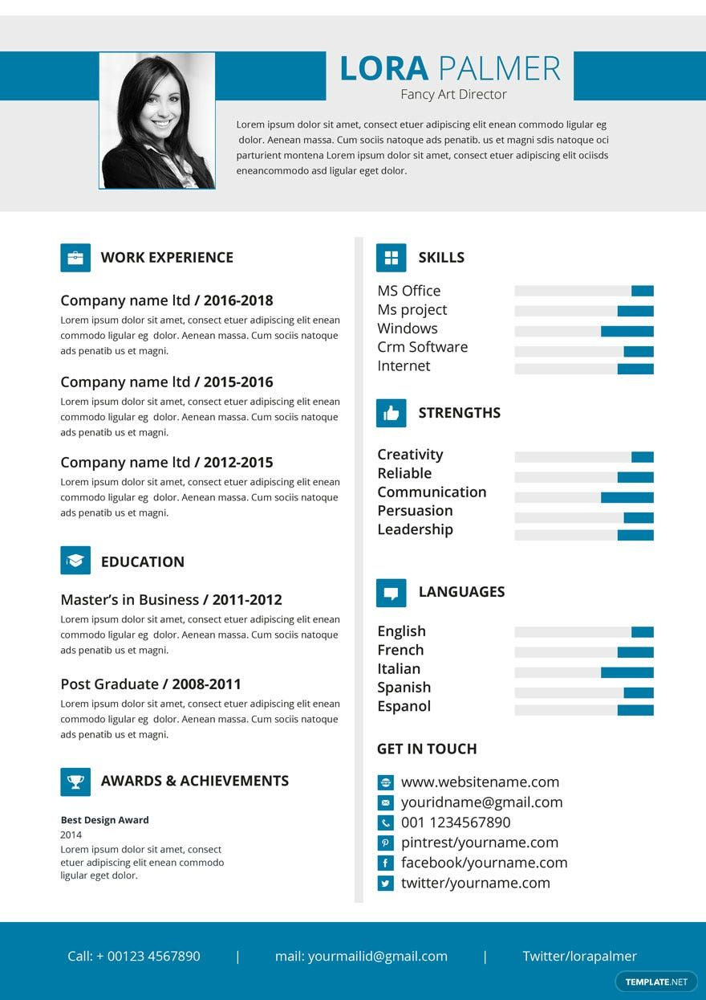 LORA PALMER
Fancy Art Director
Lorem ipsum dolor sit amet, consect etuer adipiscing elit enean commodo ligular eg
dolor. Aenean massa. Cum sociis natoque ads penatib. us et magni sdis natoque oci
parturient montena Lorem ipsum dolor sit amet, consect etuer adipiscing elit ociisds
eneancommodo asd ligular eget dolor.
WORK EXPERIENCE
Company name ltd / 2016-2018
Lorem ipsum dolor sit amet, consect etuer adipiscing elit enean
commodo ligular eg dolor. Aenean massa. Cum sociis natoque
ads penatib us et magni.
Company name ltd / 2015-2016
Lorem ipsum dolor sit amet, consect etuer adipiscing elit enean
commodo ligular eg dolor. Aenean massa. Cum sociis natoque
ads penatib us et magni.
Company name ltd / 2012-2015
Lorem ipsum dolor sit amet, consect etuer adipiscing elit enean
commodo ligular eg dolor. Aenean massa. Cum sociis natoque
ads penatib us et magni.
EDUCATION
Master’s in Business / 2011-2012
Lorem ipsum dolor sit amet, consect etuer adipiscing elit enean
commodo ligular eg dolor. Aenean massa. Cum sociis natoque
ads penatib us et magni.
Post Graduate / 2008-2011
Lorem ipsum dolor sit amet, consect etuer adipiscing elit enean
commodo ligular eg dolor. Aenean massa. Cum sociis natoque
ads penatib us et magni.
AWARDS & ACHIEVEMENTS
Best Design Award
2014
Lorem ipsum dolor sit amet, consect
etuer adipiscing elit enean commodo
ligular eget dolor.
SKILLS
MS Office
Ms project
Windows
Crm Software
Internet
STRENGTHS
Creativity
Reliable
Communication
Persuasion
Leadership
LANGUAGES
English
French
Italian
Spanish
Espanol
GET IN TOUCH
www.websitename.com
youridname@gmail.com
001 1234567890
pintrest/yourname.com
facebook/yourname.com
twitter/yourname.com
Call: + 00123 4567890 | mail: yourmailid@gmail.com | Twitter/lorapalmer
TEMPLATE.NET